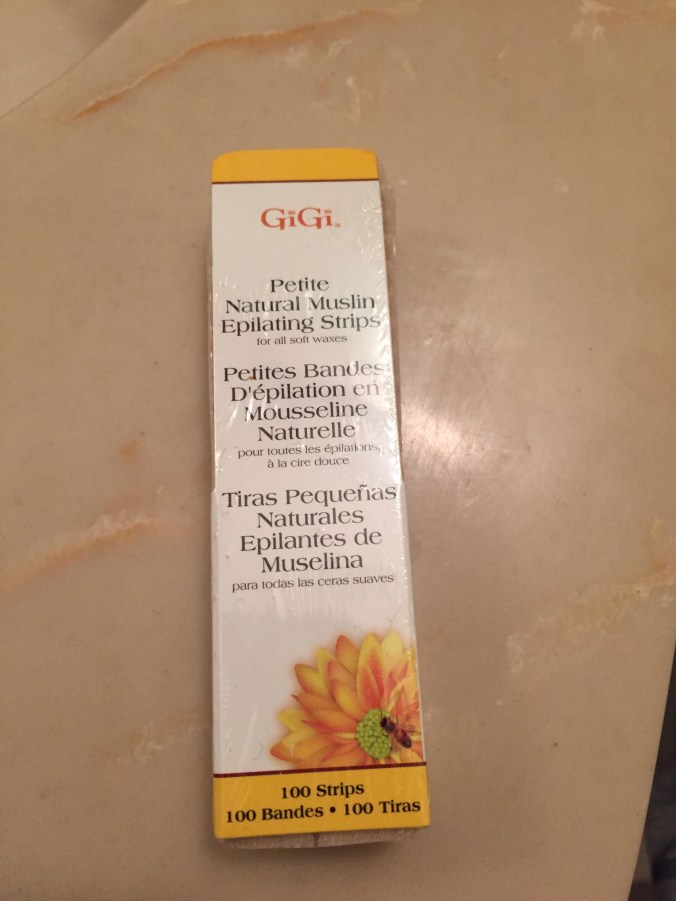 GiGi
Petite
Natural Muslin
Epilating Strips
for all soft waxes
Petites Bandes
D'épilation en
Mousseline
Naturelle
pour toutes les épilations
à la cire douce
Tiras Pequeñas
Naturales
Epilantes de
Muselina
para todas las ceras suaves
100 Strips
100 Bandes • 100 Tiras